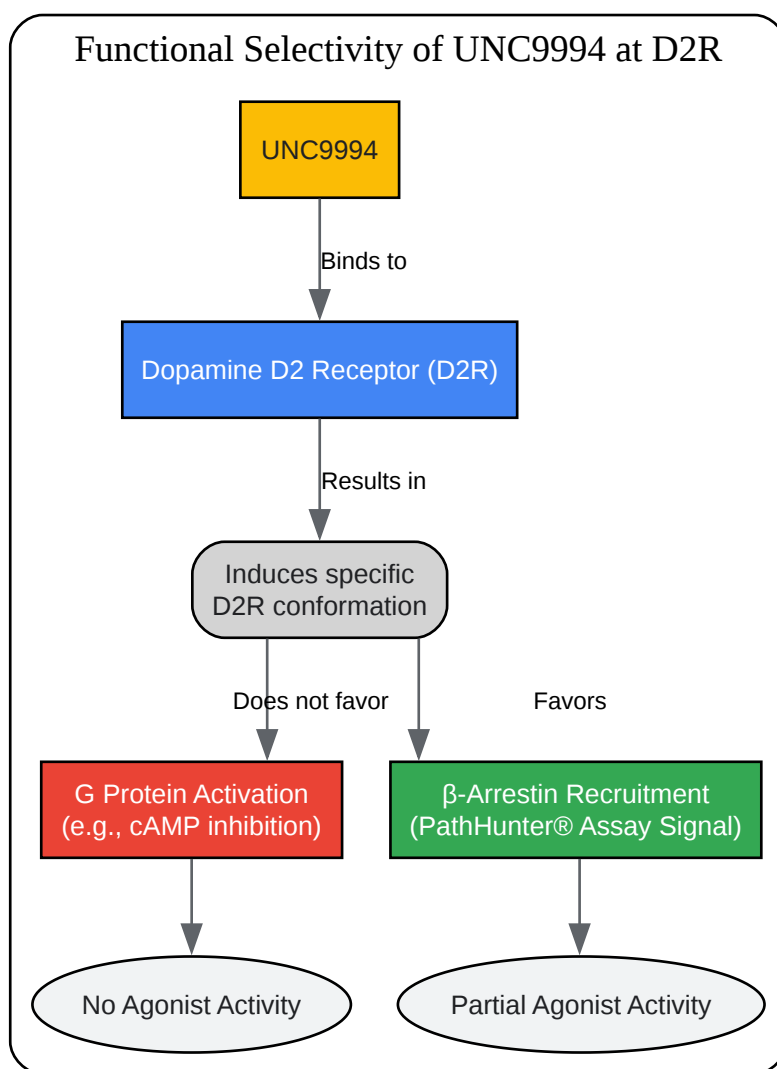 Functional Selectivity of UNC9994 at D2R
UNC9994
Binds to
Dopamine D2 Receptor (D2R)
Results in
Induces specific
D2R conformation
Does not favor
Favors
G Protein Activation
(e.g., cAMP inhibition)
β-Arrestin Recruitment
(PathHunter® Assay Signal)
No Agonist Activity
Partial Agonist Activity